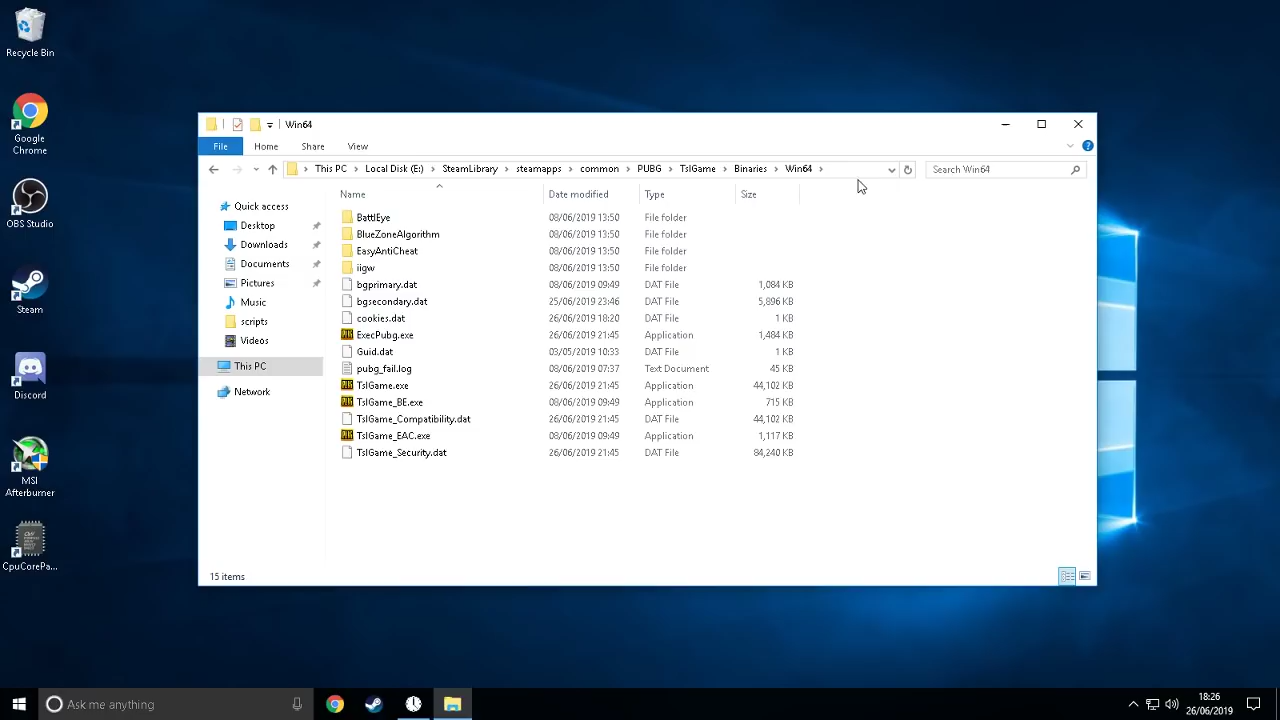 Recycle Bin
Google
Chrome
OBS Studio
Steam
Discord
MSI
Afterburner
CpuCorePa...
Win64
File
Home
Share
View
This PC
Local Disk (E:)
SteamLibrary
steamapps
common
PUBG
TslGame
Binaries
Win64
Search Win64
Name
Date modified
Type
Size
Quick access
Desktop
Downloads
Documents
Pictures
Music
scripts
Videos
This PC
Network
BattlEye 08/06/2019 13:50 File folder
BlueZoneAlgorithm 08/06/2019 13:50 File folder
EasyAntiCheat 08/06/2019 13:50 File folder
iigw 08/06/2019 13:50 File folder
bgprimary.dat 08/06/2019 09:49 DAT File 1,084 KB
bgsecondary.dat 25/06/2019 23:46 DAT File 5,896 KB
cookies.dat 26/06/2019 18:20 DAT File 1 KB
ExecPubg.exe 26/06/2019 21:45 Application 1,484 KB
Guid.dat 03/05/2019 10:33 DAT File 1 KB
pubg_fail.log 08/06/2019 07:37 Text Document 45 KB
TslGame.exe 26/06/2019 21:45 Application 44,102 KB
TslGame_BE.exe 08/06/2019 09:49 Application 715 KB
TslGame_Compatibility.dat 26/06/2019 21:45 DAT File 44,102 KB
TslGame_EAC.exe 08/06/2019 09:49 Application 1,117 KB
TslGame_Security.dat 26/06/2019 21:45 DAT File 84,240 KB
15 items
Ask me anything
18:26
26/06/2019